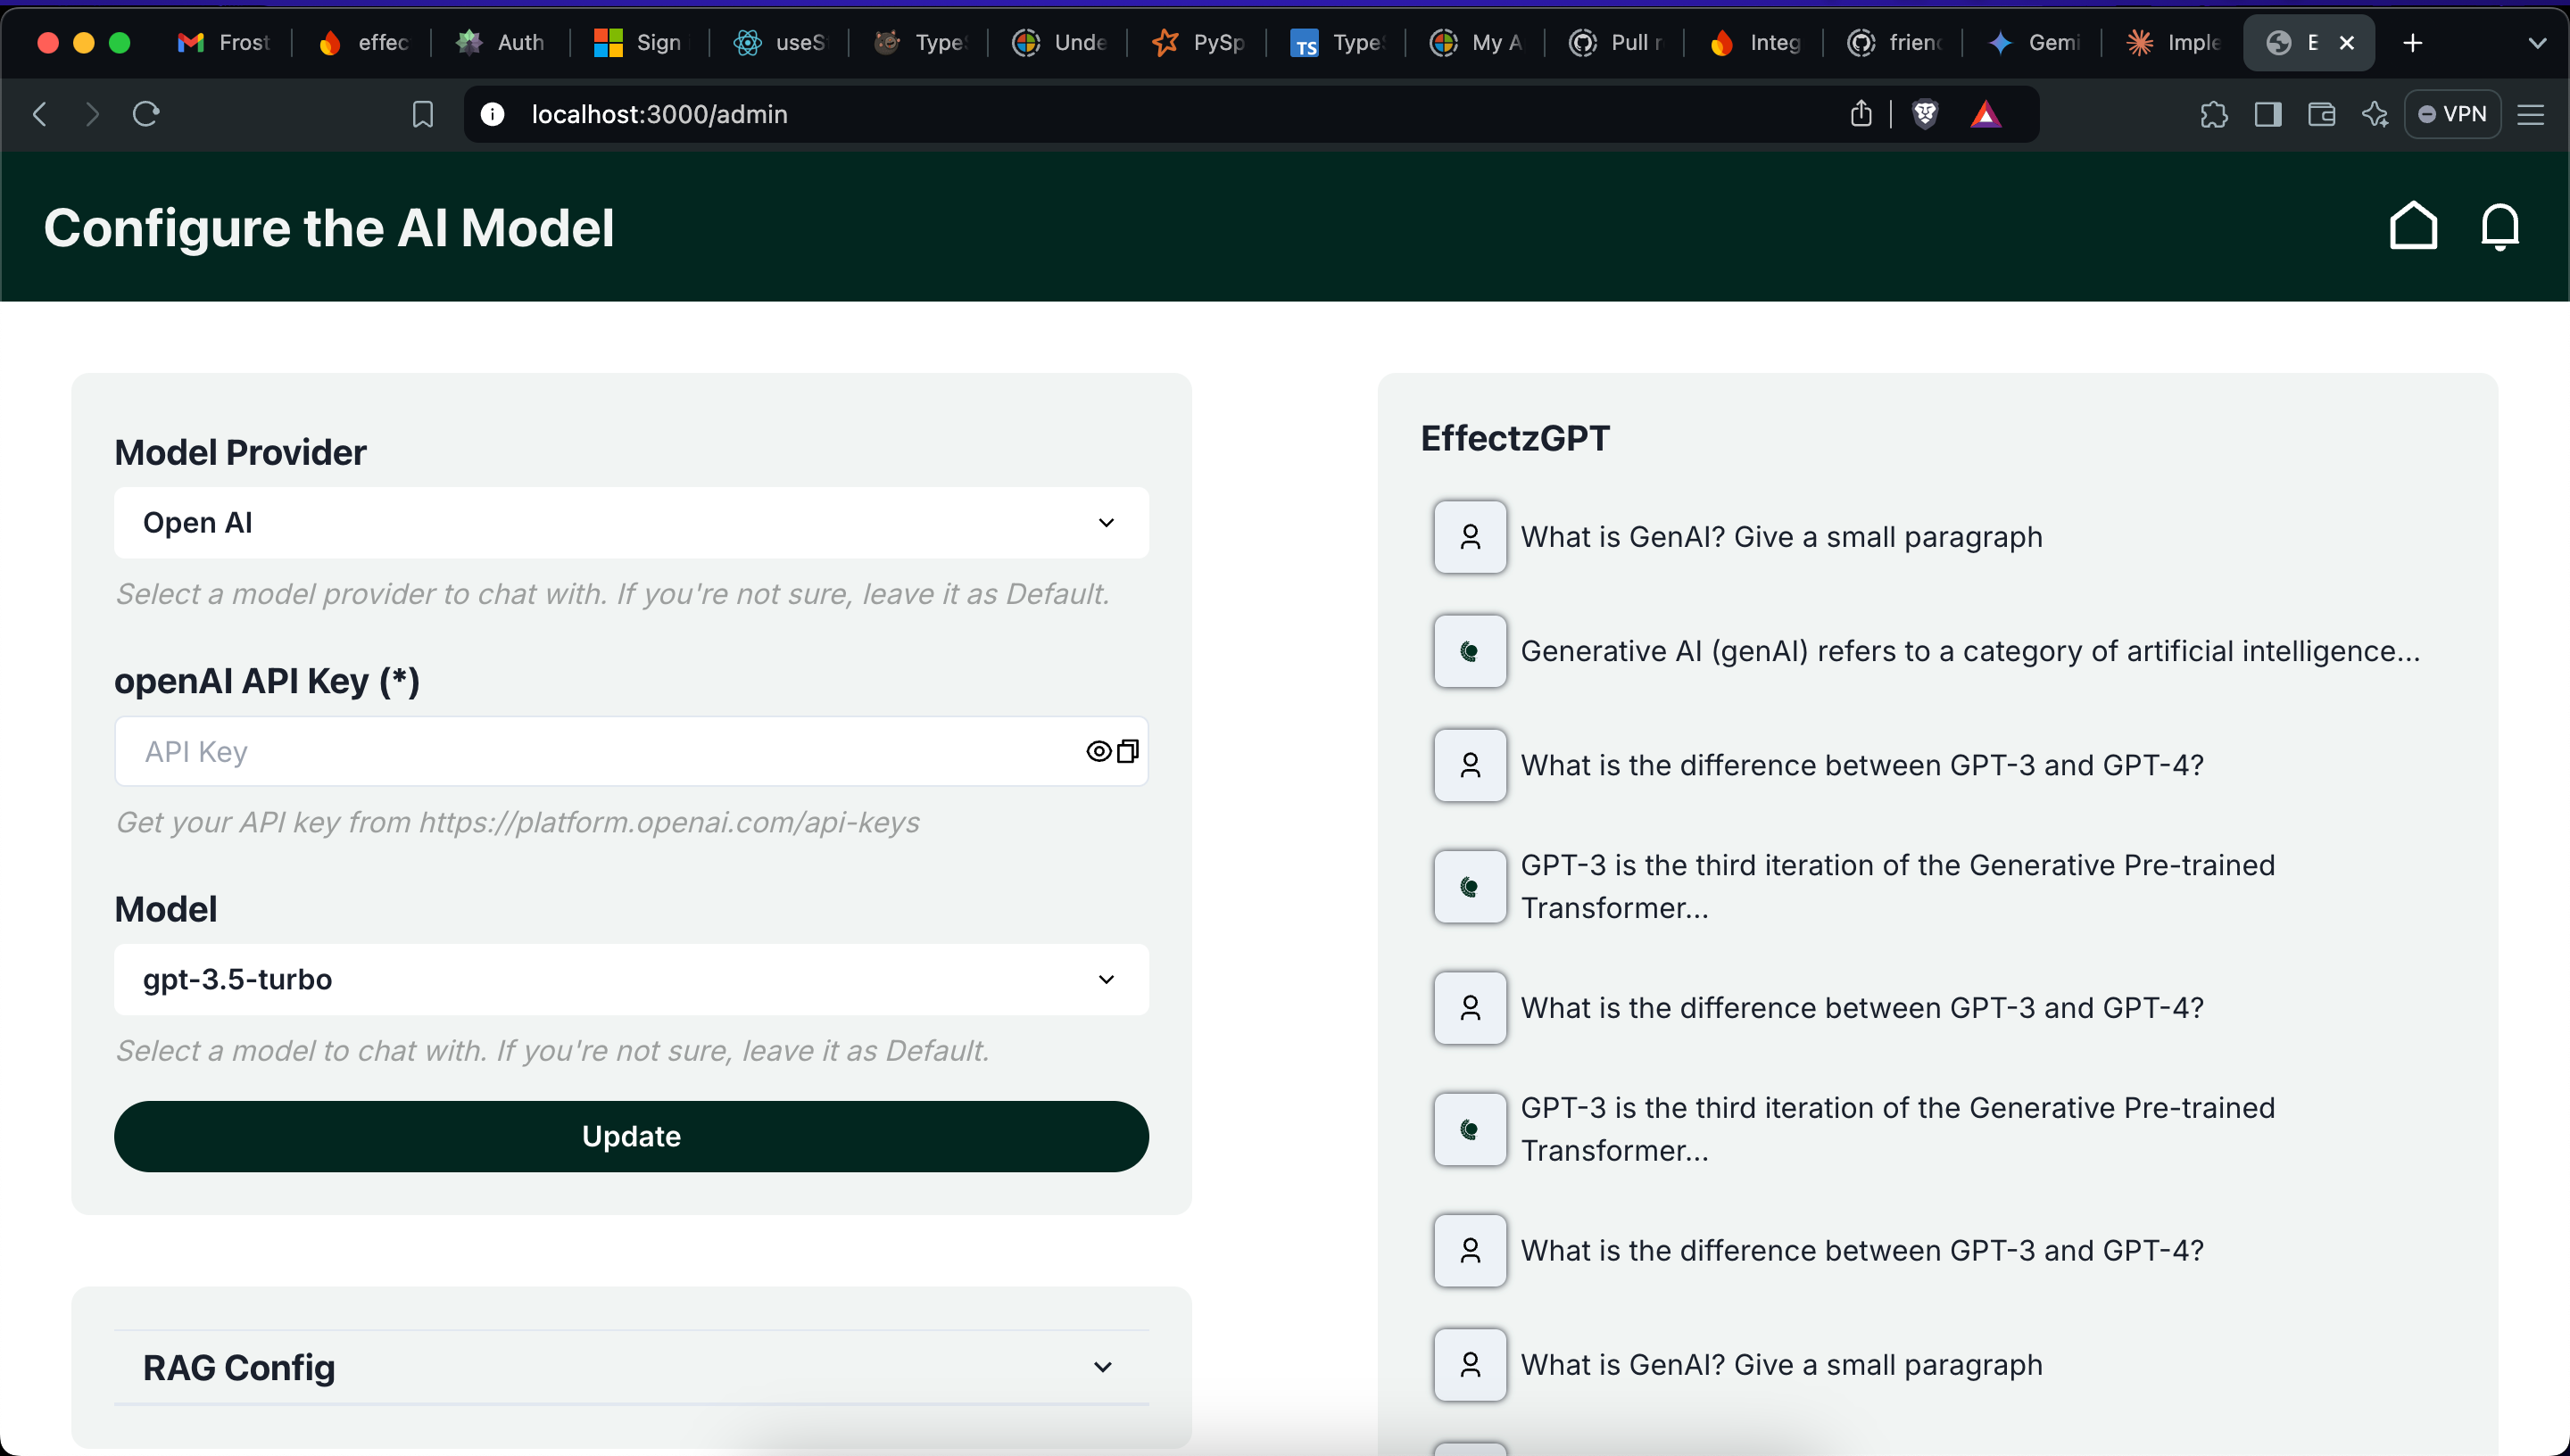 Frost
effec
Auth
Sign
useS
Type
Unde
PySp
TS
Type
My A
Pull r
Integ
frien
Gemi
Imple
E
localhost:3000/admin
VPN
Configure the AI Model
Model Provider
Open AI
Select a model provider to chat with. If you're not sure, leave it as Default.
openAI API Key (*)
API Key
Get your API key from https://platform.openai.com/api-keys
Model
gpt-3.5-turbo
Select a model to chat with. If you're not sure, leave it as Default.
Update
RAG Config
EffectzGPT
What is GenAI? Give a small paragraph
Generative AI (genAI) refers to a category of artificial intelligence...
What is the difference between GPT-3 and GPT-4?
GPT-3 is the third iteration of the Generative Pre-trained
Transformer...
What is the difference between GPT-3 and GPT-4?
GPT-3 is the third iteration of the Generative Pre-trained
Transformer...
What is the difference between GPT-3 and GPT-4?
What is GenAI? Give a small paragraph